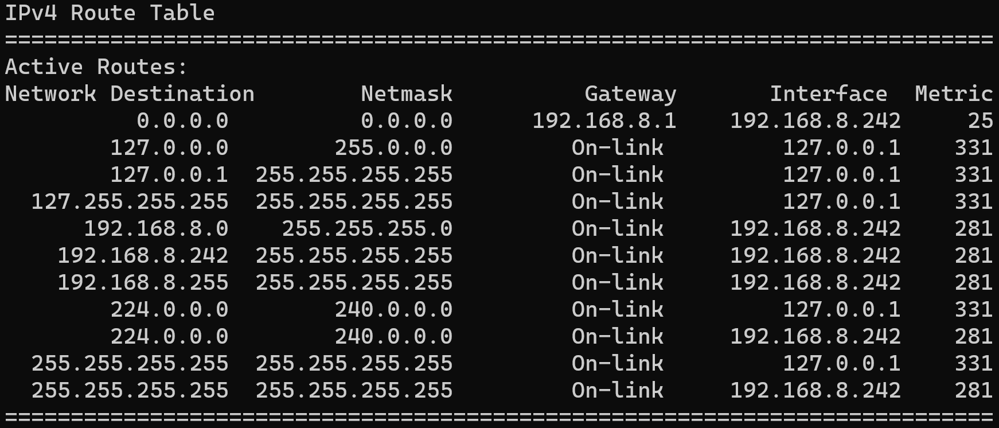 IPv4 Route Table
===========================================================================
Active Routes:
Network Destination        Netmask          Gateway       Interface  Metric
          0.0.0.0          0.0.0.0      192.168.8.1    192.168.8.242     25
        127.0.0.0        255.0.0.0         On-link         127.0.0.1    331
        127.0.0.1  255.255.255.255         On-link         127.0.0.1    331
  127.255.255.255  255.255.255.255         On-link         127.0.0.1    331
      192.168.8.0    255.255.255.0         On-link     192.168.8.242    281
    192.168.8.242  255.255.255.255         On-link     192.168.8.242    281
    192.168.8.255  255.255.255.255         On-link     192.168.8.242    281
        224.0.0.0        240.0.0.0         On-link         127.0.0.1    331
        224.0.0.0        240.0.0.0         On-link     192.168.8.242    281
  255.255.255.255  255.255.255.255         On-link         127.0.0.1    331
  255.255.255.255  255.255.255.255         On-link     192.168.8.242    281
===========================================================================